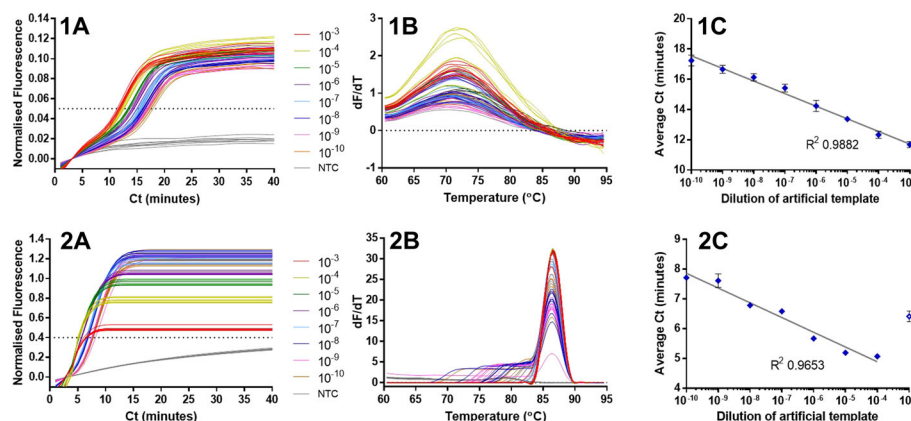 1A
Normalised Fluorescence
0.14
0.12
0.10
0.08
0.06
0.04
0.02
0.00
0 5 10 15 20 25 30 35 40
Ct (minutes)
10-3
10-4
10-5
10-6
10-7
10-8
10-9
10-10
NTC
1B
dF/dT
4
3
2
1
0
-1
60 65 70 75 80 85 90 95
Temperature (°C)
1C
Average Ct (minutes)
20
18
16
14
12
10
R2 0.9882
10-10 10-9 10-8 10-7 10-6 10-5 10-4
Dilution of artificial template
2A
Normalised Fluorescence
1.4
1.2
1.0
0.8
0.6
0.4
0.2
0.0
0 5 10 15 20 25 30 35 40
Ct (minutes)
10-3
10-4
10-5
10-6
10-7
10-8
10-9
10-10
NTC
2B
dF/dT
35
30
25
20
15
10
5
0
60 65 70 75 80 85 90 95
Temperature (°C)
2C
Average Ct (minutes)
9
8
7
6
5
4
R2 0.9653
10-10 10-9 10-8 10-7 10-6 10-5 10-4
Dilution of artificial template